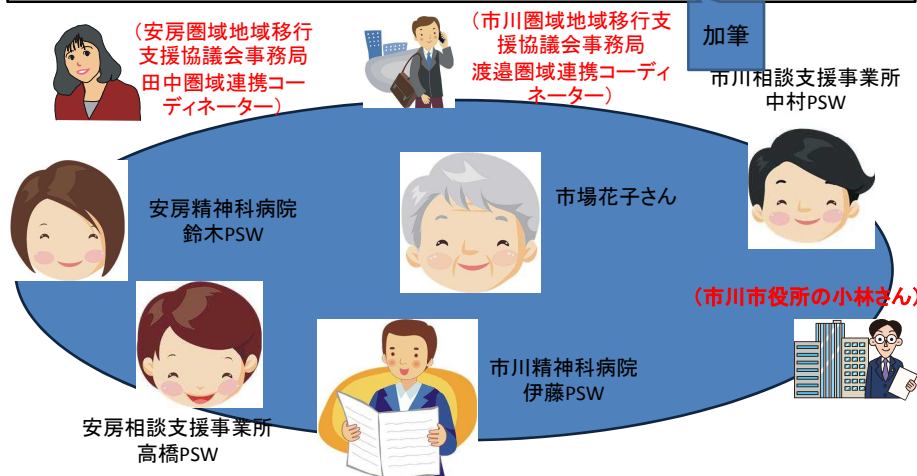 (安房圏域地域移行
支援協議会事務局
田中圏域連携コー
ディネーター)
(市川圏域地域移行支
援協議会事務局
渡邉圏域連携コーディ
ネーター)
加筆
市川相談支援事業所
中村PSW
安房精神科病院
鈴木PSW
市場花子さん
(市川市役所の小林さん)
市川精神科病院
伊藤PSW
安房相談支援事業所
高橋PSW